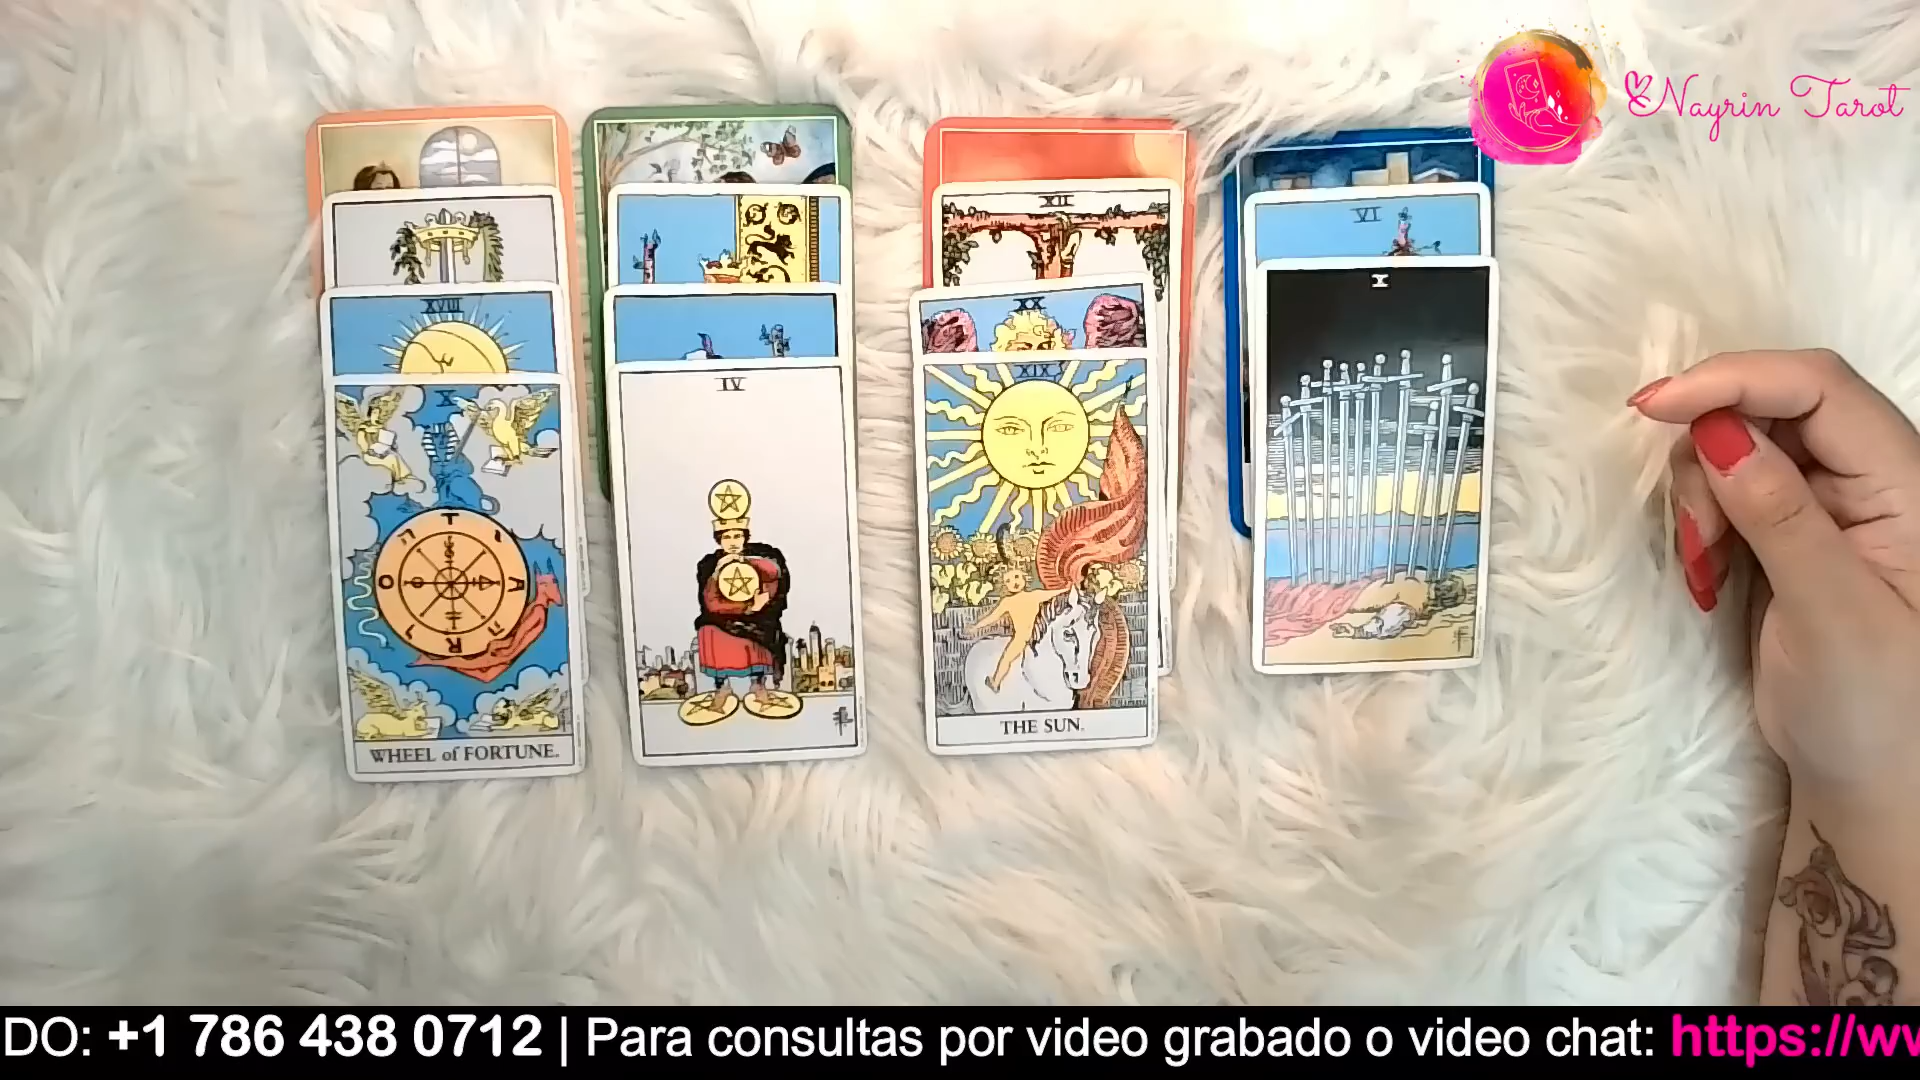 Nayrin Tarot
XII
VI
X
XVIII
XX
IV
XIX
X
T
A
R
O
THE SUN.
WHEEL of FORTUNE.
DO: +1 786 438 0712 | Para consultas por video grabado o video chat: https://w